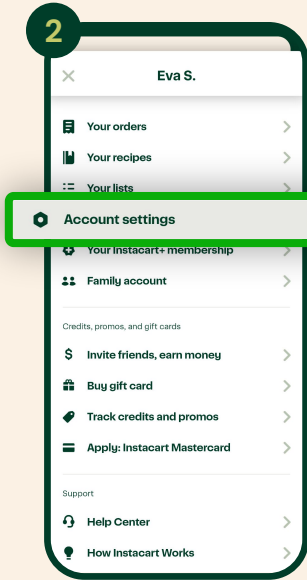 2
Eva S.
Your orders
Your recipes
Your lists
Account settings
Your Instacart+ membership
Family account
Credits, promos, and gift cards
Invite friends, earn money
Buy gift card
Track credits and promos
Apply: Instacart Mastercard
Support
Help Center
How Instacart Works